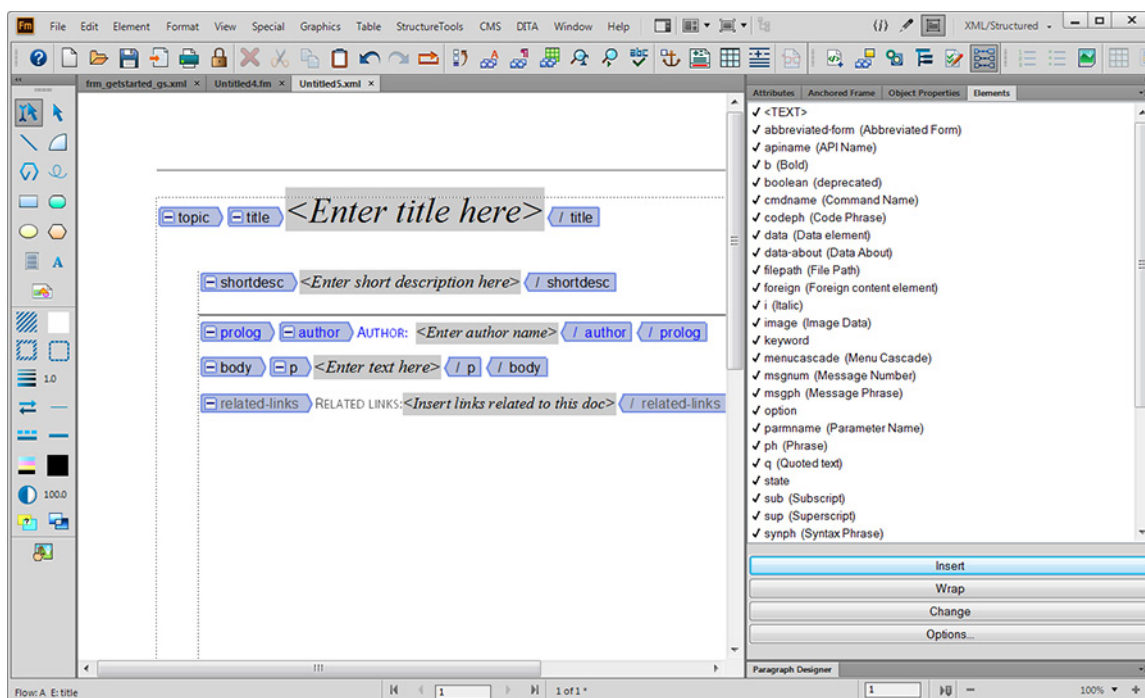 Fm File Edit Element Format View Special Graphics Table StructureTools CMS DITA Window Help XML/Structured
frm_getstarted_gs.xml × Untitled4.fm × Untitled5.xml ×
Attributes Anchored Frame Object Properties Elements
topic title <Enter title here> / title
shortdesc <Enter short description here> / shortdesc
prolog author AUTHOR: <Enter author name> / author / prolog
body p <Enter text here> / p / body
related-links RELATED LINKS:<Insert links related to this doc> / related-links
1.0
100.0
<TEXT>
abbreviated-form (Abbreviated Form)
apiname (API Name)
b (Bold)
boolean (deprecated)
cmdname (Command Name)
codeph (Code Phrase)
data (Data element)
data-about (Data About)
filepath (File Path)
foreign (Foreign content element)
i (Italic)
image (Image Data)
keyword
menucascade (Menu Cascade)
msgnum (Message Number)
msgph (Message Phrase)
option
parmname (Parameter Name)
ph (Phrase)
q (Quoted text)
state
sub (Subscript)
sup (Superscript)
synph (Syntax Phrase)
Insert
Wrap
Change
Options...
Paragraph Designer
Flow: A E: title 1 1 of 1 * 1 100%